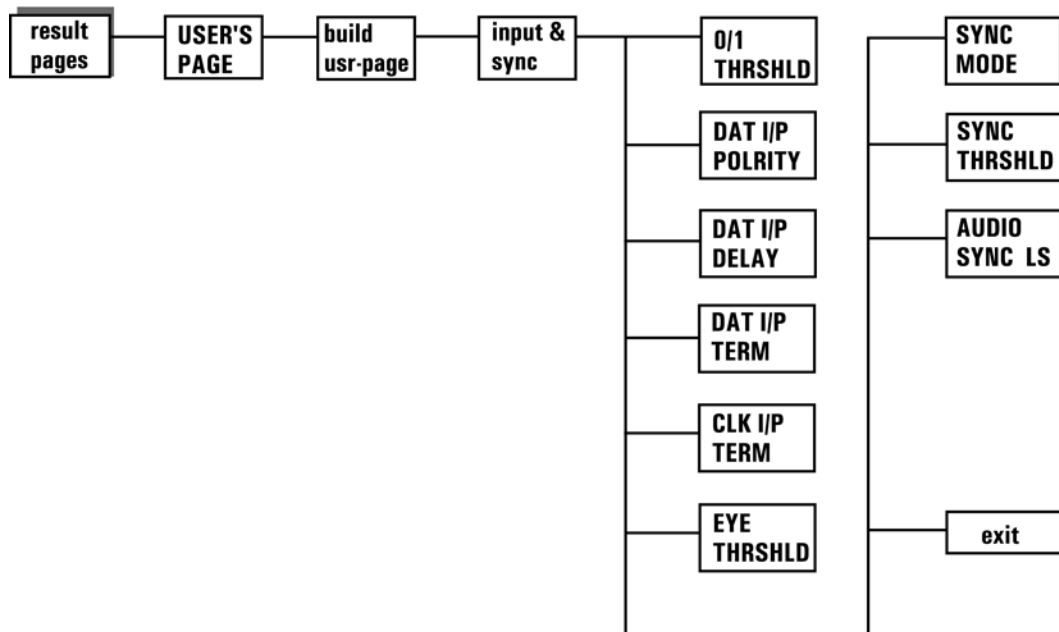 result
pages
USER'S
PAGE
build
usr-page
input &
sync
0/1
THRSHLD
DAT I/P
POLRITY
DAT I/P
DELAY
DAT I/P
TERM
CLK I/P
TERM
EYE
THRSHLD
SYNC
MODE
SYNC
THRSHLD
AUDIO
SYNC LS
exit